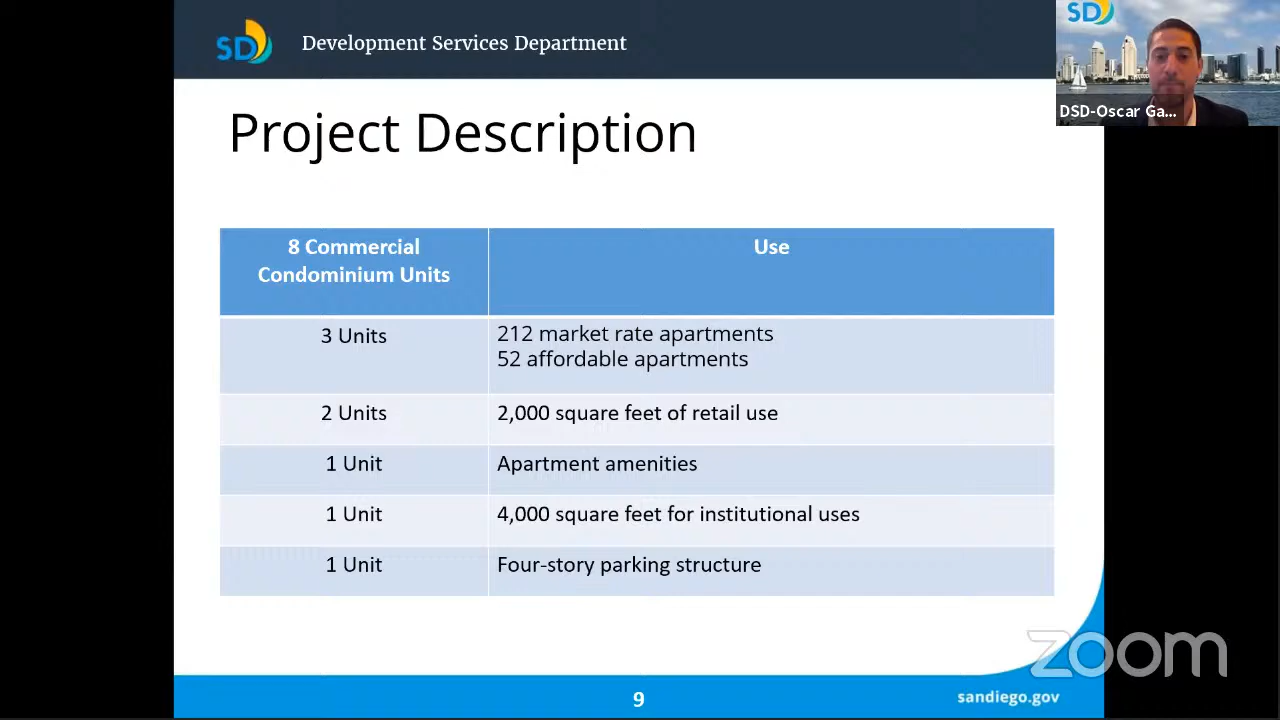 SD
Development Services Department
SD
DSD-Oscar Ga...
Project Description
8 Commercial
Condominium Units
Use
3 Units
212 market rate apartments
52 affordable apartments
2 Units
2,000 square feet of retail use
1 Unit
Apartment amenities
1 Unit
4,000 square feet for institutional uses
1 Unit
Four-story parking structure
zoom
9
sandiego.gov